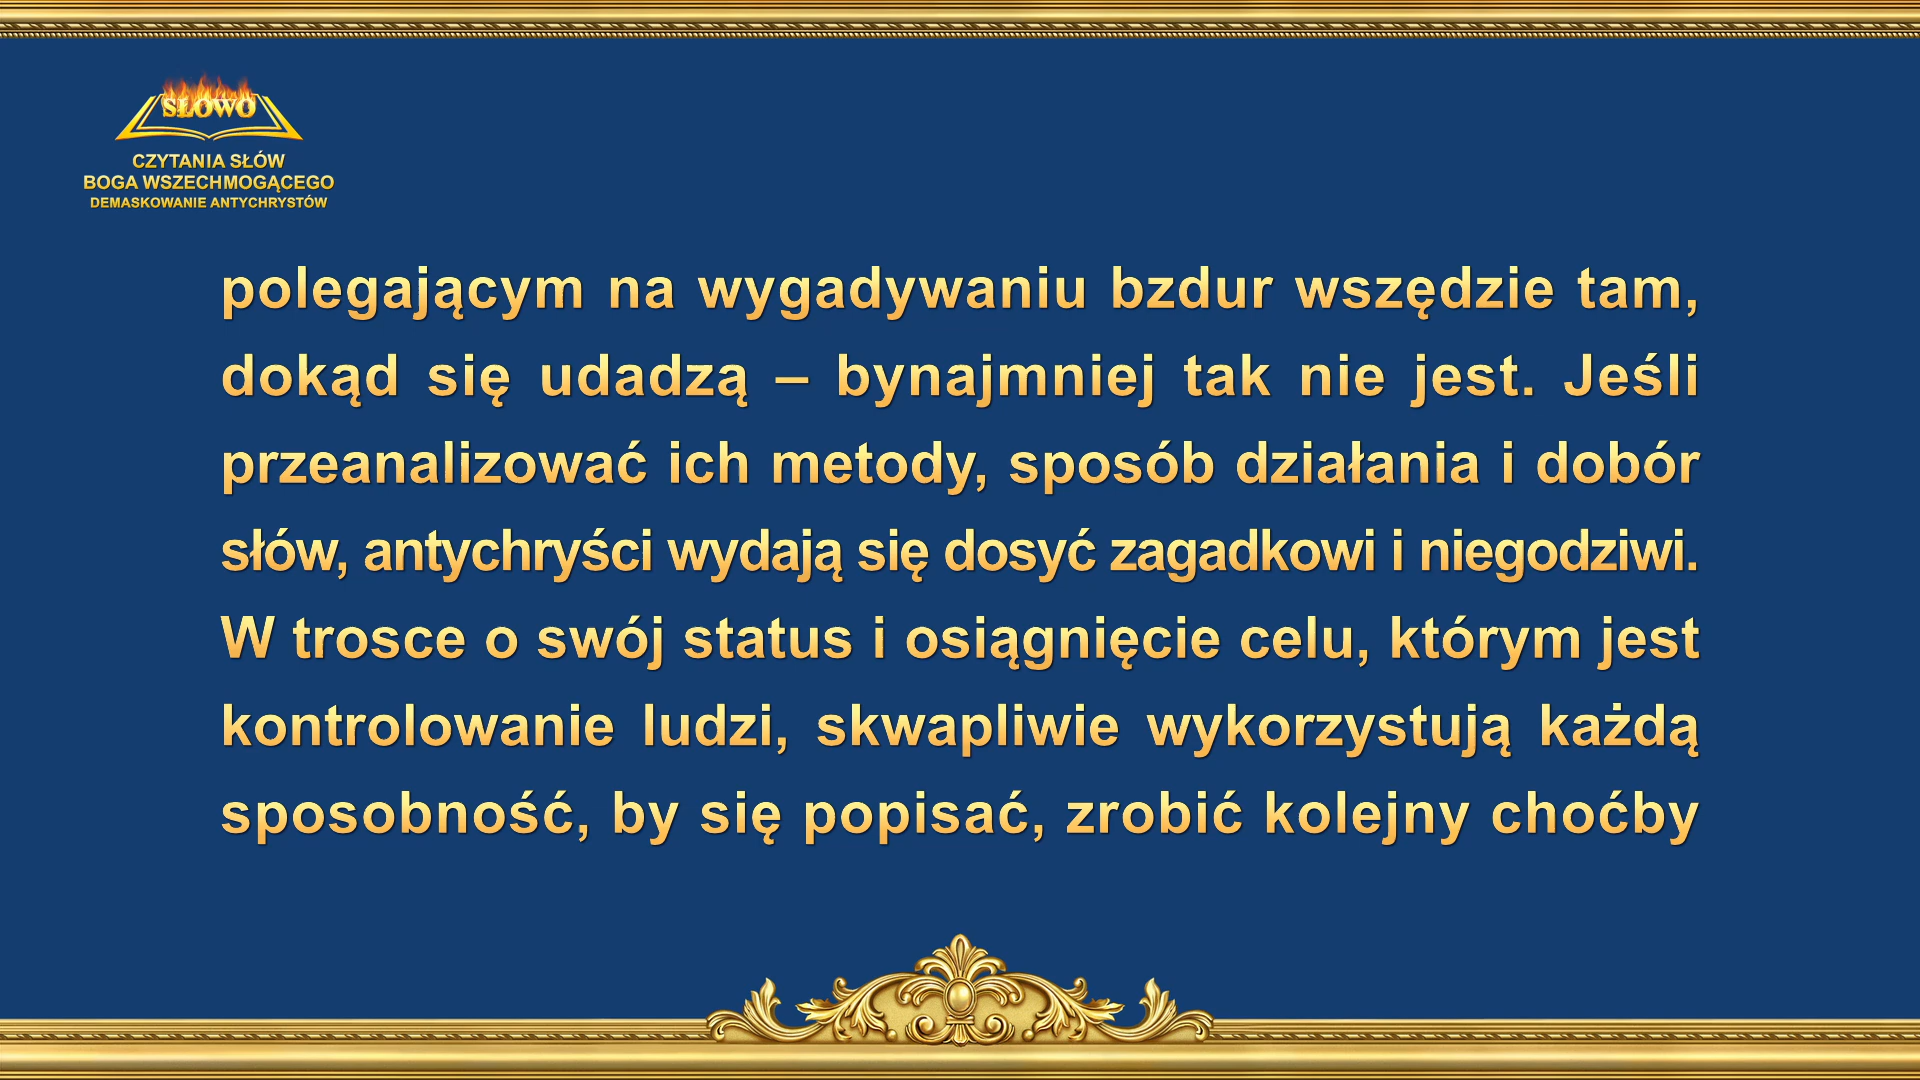 SŁOWO
CZYTANIA SŁÓW
BOGA WSZECHMOGĄCEGO
DEMASKOWANIE ANTYCHRYSTÓW
polegającym na wygadywaniu bzdur wszędzie tam,
dokąd się udadzą – bynajmniej tak nie jest. Jeśli
przeanalizować ich metody, sposób działania i dobór
słów, antychryści wydają się dosyć zagadkowi i niegodziwi.
W trosce o swój status i osiągnięcie celu, którym jest
kontrolowanie ludzi, skwapliwie wykorzystują każdą
sposobność, by się popisać, zrobić kolejny choćby